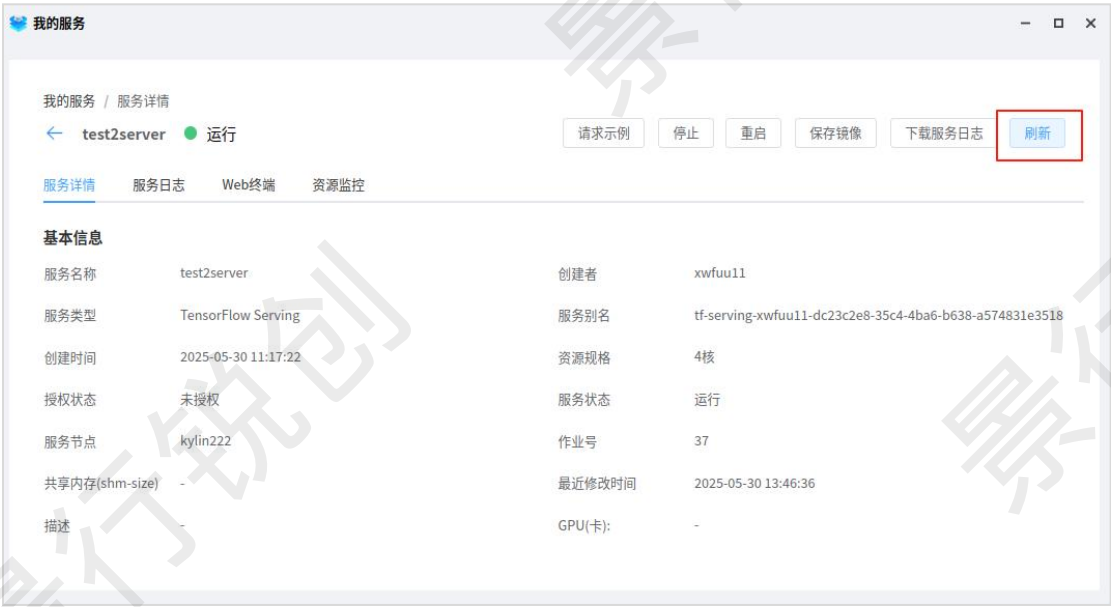 我的服务
我的服务 / 服务详情
← test2server 运行 请求示例 停止 重启 保存镜像 下载服务日志 刷新
服务详情 服务日志 Web终端 资源监控
基本信息
服务名称 test2server 创建者 xwfuu11
服务类型 TensorFlow Serving 服务别名 tf-serving-xwfuu11-dc23c2e8-35c4-4ba6-b638-a574831e3518
创建时间 2025-05-30 11:17:22 资源规格 4核
授权状态 未授权 服务状态 运行
服务节点 kylin222 作业号 37
共享内存(shm-size) - 最近修改时间 2025-05-30 13:46:36
描述 - GPU(卡): -
景行锐创